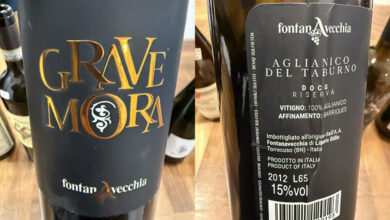 GRAVE
MORA
fontanAvecchia
fontanAvecchia
AGLIANICO
DEL TABURNO
DOCG
RISERVA
VITIGNO: 100% AGLIANICO
AFFINAMENTO: BARRIQUES
Imbottigliato all'origine dall'A.A.
Fontanavecchia di Libero Rillo
Torrecuso (BN) - Italia
PRODOTTO IN ITALIA
PRODUCT OF ITALY
2012 L65
15%vol